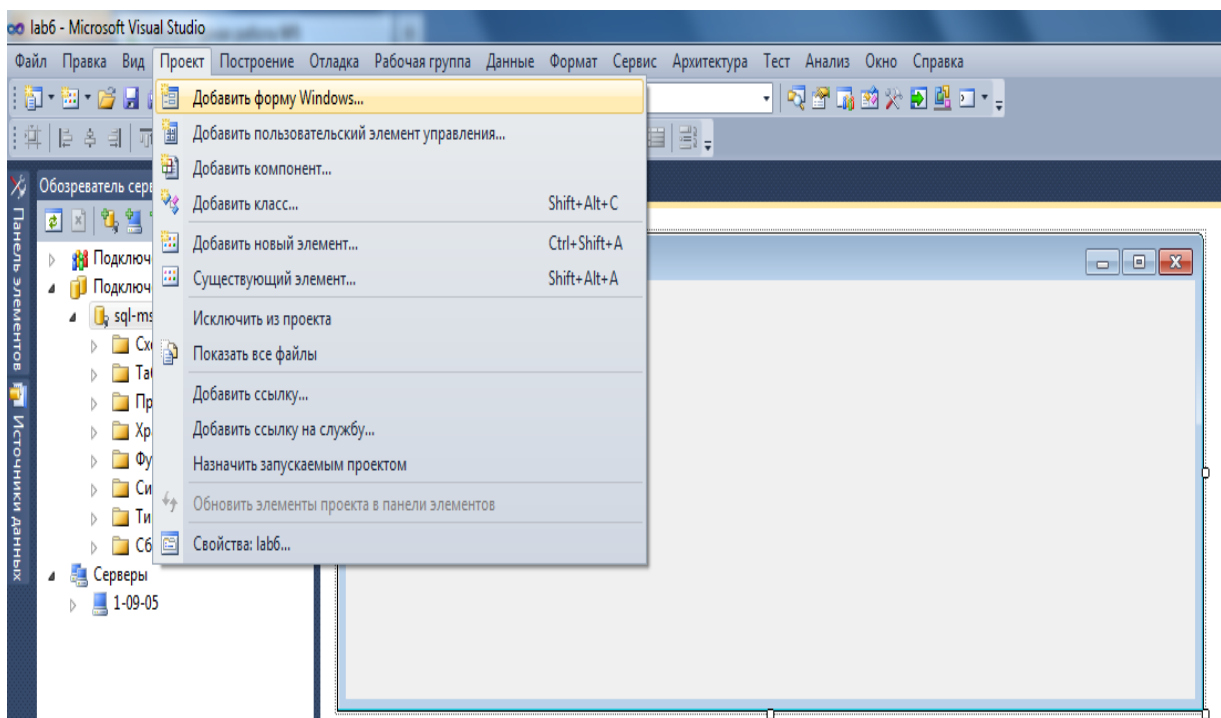 lab6 - Microsoft Visual Studio
Файл Правка Вид Проект Построение Отладка Рабочая группа Данные Формат Сервис Архитектура Тест Анализ Окно Справка
Добавить форму Windows...
Добавить пользовательский элемент управления...
Добавить компонент...
Добавить класс... Shift+Alt+C
Добавить новый элемент... Ctrl+Shift+A
Существующий элемент... Shift+Alt+A
Исключить из проекта
Показать все файлы
Добавить ссылку...
Добавить ссылку на службу...
Назначить запускаемым проектом
Обновить элементы проекта в панели элементов
Свойства: lab6...
Панель элементов
Источники данных
Обозреватель сер
Подключ
Подключ
sql-ms
Сх
Таб
Пр
Хр
Фу
Си
Ти
Сб
Серверы
1-09-05